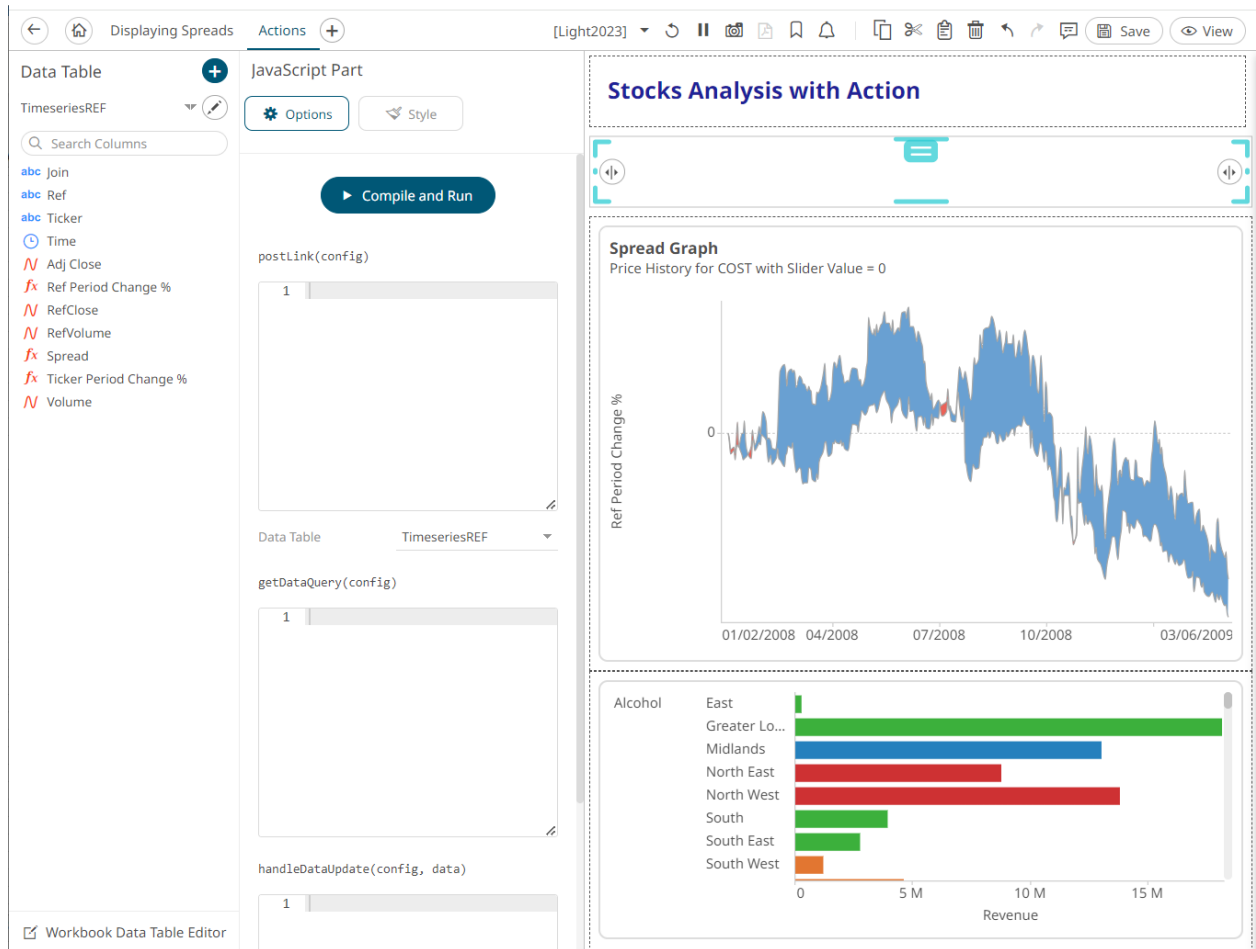 Displaying Spreads Actions [Light2023] Save View
Data Table
TimeseriesREF
Search Columns
abc Join
abc Ref
abc Ticker
Time
Adj Close
fx Ref Period Change %
RefClose
RefVolume
fx Spread
fx Ticker Period Change %
Volume
Workbook Data Table Editor
JavaScript Part
Options Style
Compile and Run
postLink(config)
1
Data Table TimeseriesREF
getDataQuery(config)
1
handleDataUpdate(config, data)
1
Stocks Analysis with Action
Spread Graph
Price History for COST with Slider Value = 0
Ref Period Change %
0
01/02/2008 04/2008 07/2008 10/2008 03/06/2009
Alcohol East
Greater Lo...
Midlands
North East
North West
South
South East
South West
0 5 M 10 M 15 M
Revenue